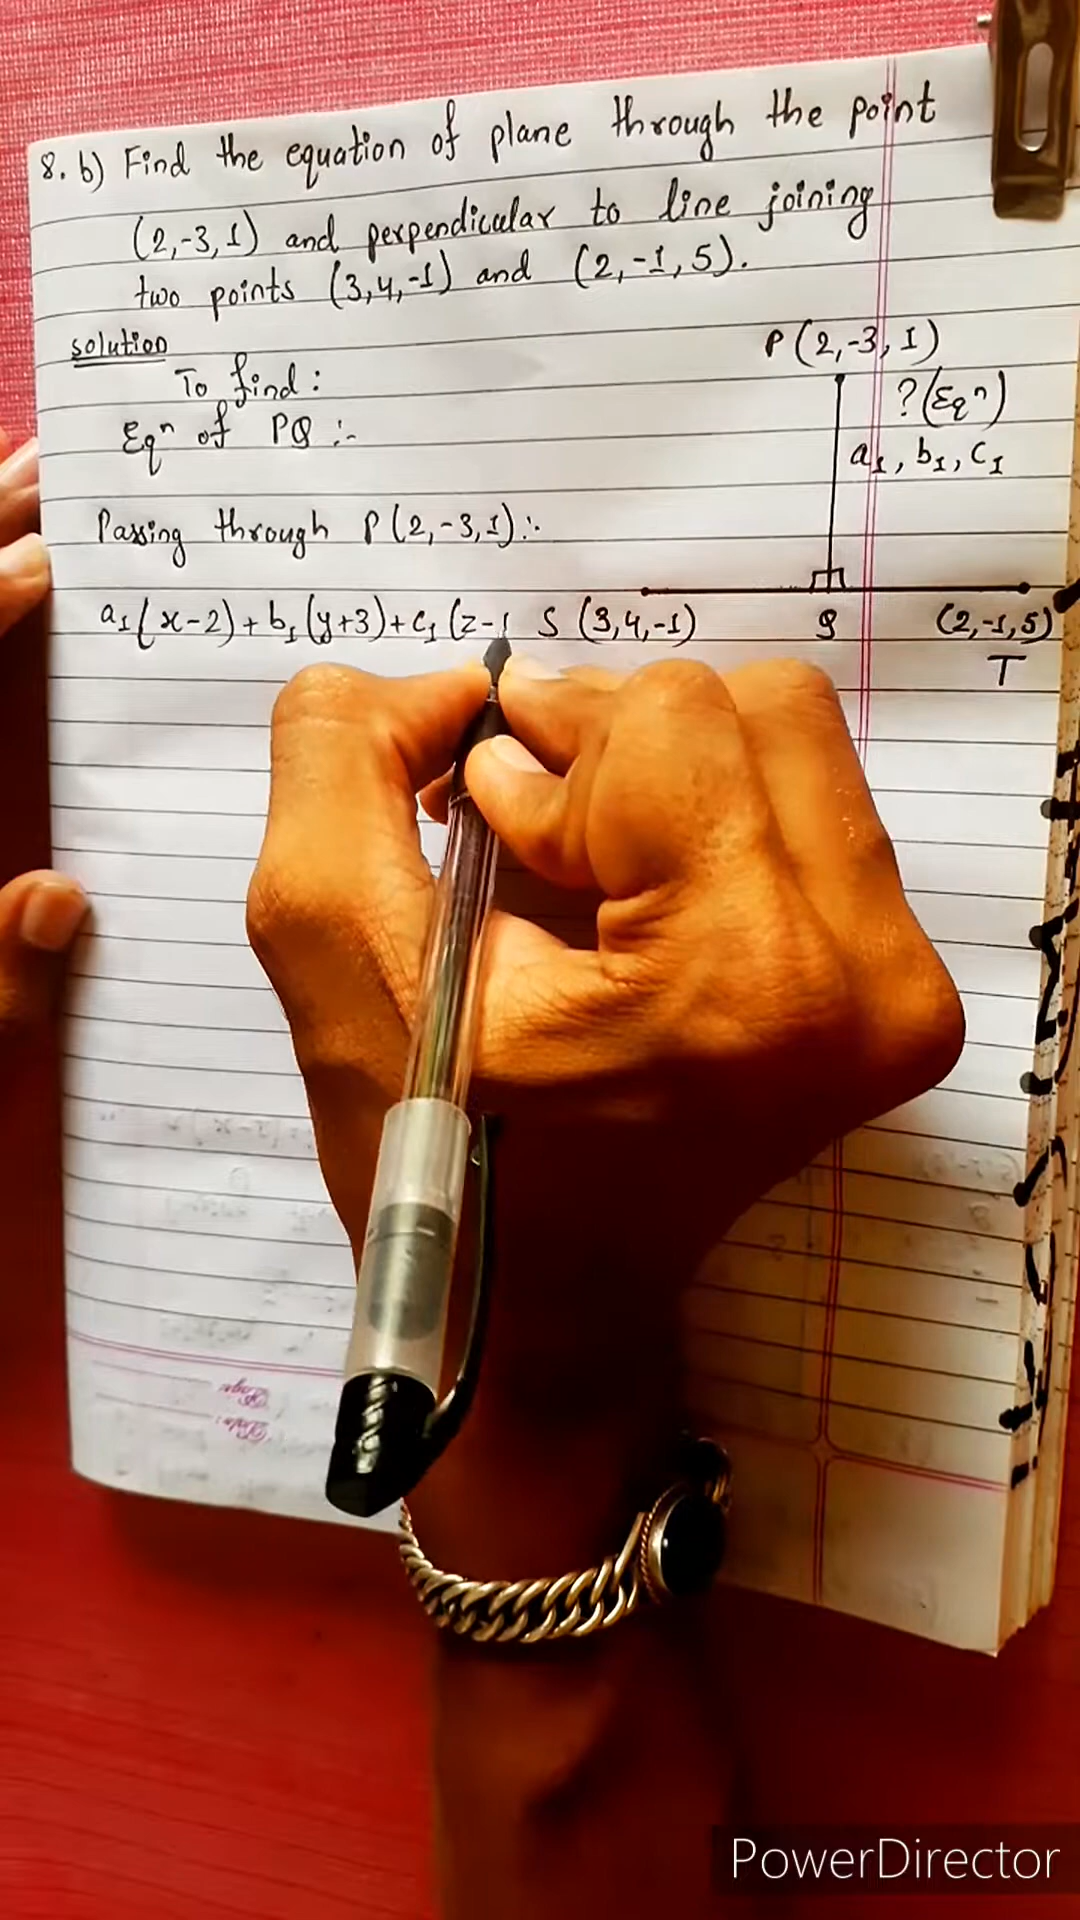 8. b) Find the equation of plane through the point
(2,-3,1) and perpendicular to line joining
two points (3,4,-1) and (2,-1,5).
solution
To find:
Eqⁿ of PQ :-
P(2,-3,1)
?(Eqⁿ)
a₁, b₁, c₁
Passing through P(2,-3,1):-
a₁(x-2)+b₁(y+3)+c₁(z-1
S (3,4,-1)
Q
(2,-1,5)
T
PowerDirector